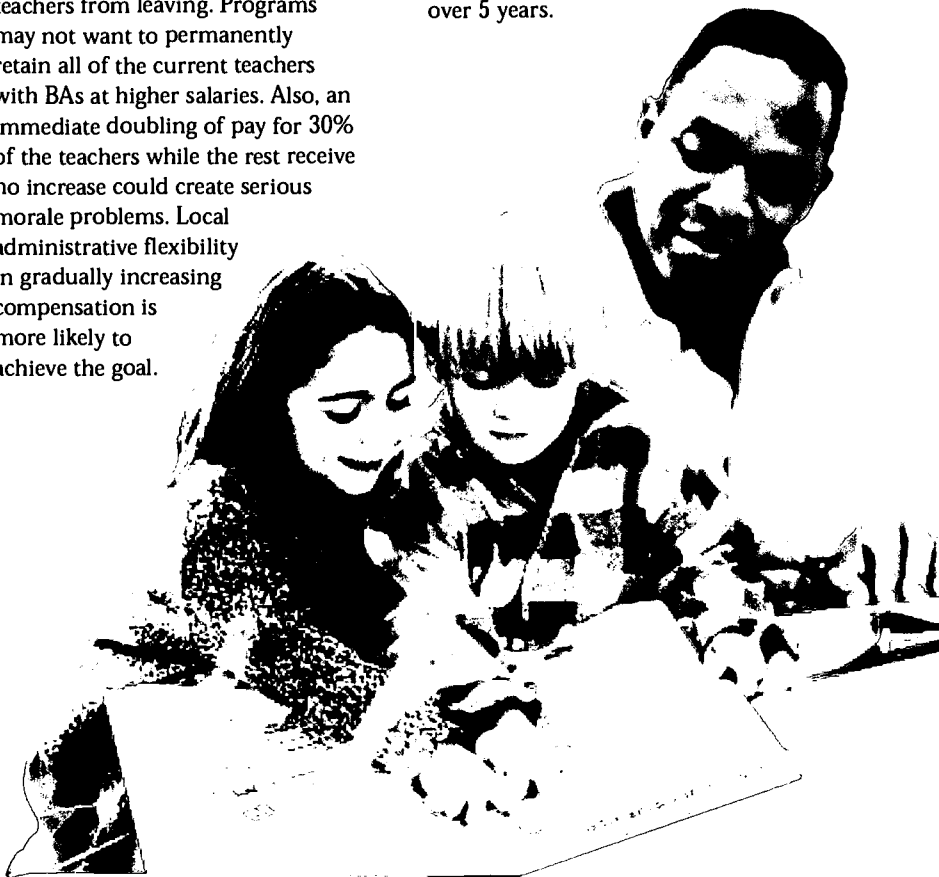 teachers from leaving. Programs
may not want to permanently
retain all of the current teachers
with BAs at higher salaries. Also, an
immediate doubling of pay for 30%
of the teachers while the rest receive
no increase could create serious
morale problems. Local
administrative flexibility
in gradually increasing
compensation is
more likely to
achieve the goal.
over 5 years.